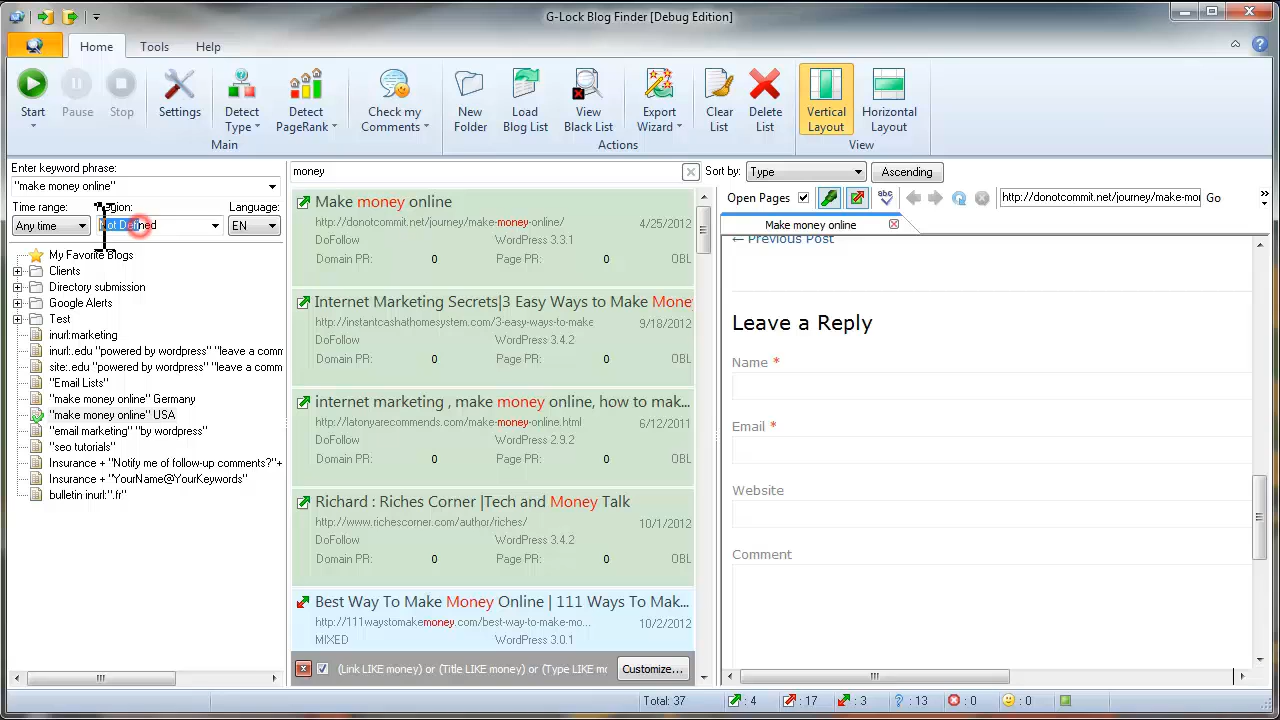 G-Lock Blog Finder [Debug Edition]
Home Tools Help
Start Pause Stop Settings Detect Type Detect PageRank Check my Comments New Folder Load Blog List View Black List Export Wizard Clear List Delete List Vertical Layout Horizontal Layout
Main Actions View
Enter keyword phrase:
"make money online"
Time range: Language:
Any time Not Defined EN
My Favorite Blogs
Clients
Directory submission
Google Alerts
Test
inurl:marketing
inurl:.edu "powered by wordpress" "leave a comm
site:.edu "powered by wordpress" "leave a comm
"Email Lists"
"make money online" Germany
"make money online" USA
"email marketing" "by wordpress"
"seo tutorials"
Insurance + "Notify me of follow-up comments?"+
Insurance + "YourName@YourKeywords"
bulletin inurl:".fr"
money
Make money online
http://donotcommit.net/journey/make-money-online/ 4/25/2012
DoFollow WordPress 3.3.1
Domain PR: 0 Page PR: 0 OBL
Internet Marketing Secrets|3 Easy Ways to Make Money
http://instantcashathomesystem.com/3-easy-ways-to-make 9/18/2012
DoFollow WordPress 3.4.2
Domain PR: 0 Page PR: 0 OBL
internet marketing , make money online, how to mak...
http://latonyarecommends.com/make-money-online.html 6/12/2011
DoFollow WordPress 2.9.2
Domain PR: 0 Page PR: 0 OBL
Richard : Riches Corner |Tech and Money Talk
http://www.richescorner.com/author/riches/ 10/1/2012
DoFollow WordPress 3.4.2
Domain PR: 0 Page PR: 0 OBL
Best Way To Make Money Online | 111 Ways To Mak...
http://111waystomakemoney.com/best-way-to-make-mo... 10/2/2012
MIXED WordPress 3.0.1
(Link LIKE money) or (Title LIKE money) or (Type LIKE mo Customize...
Sort by: Type Ascending
Open Pages http://donotcommit.net/journey/make-mo Go
Make money online
← Previous Post
Leave a Reply
Name *
Email *
Website
Comment
Total: 37 : 4 : 17 : 3 : 13 : 0 : 0